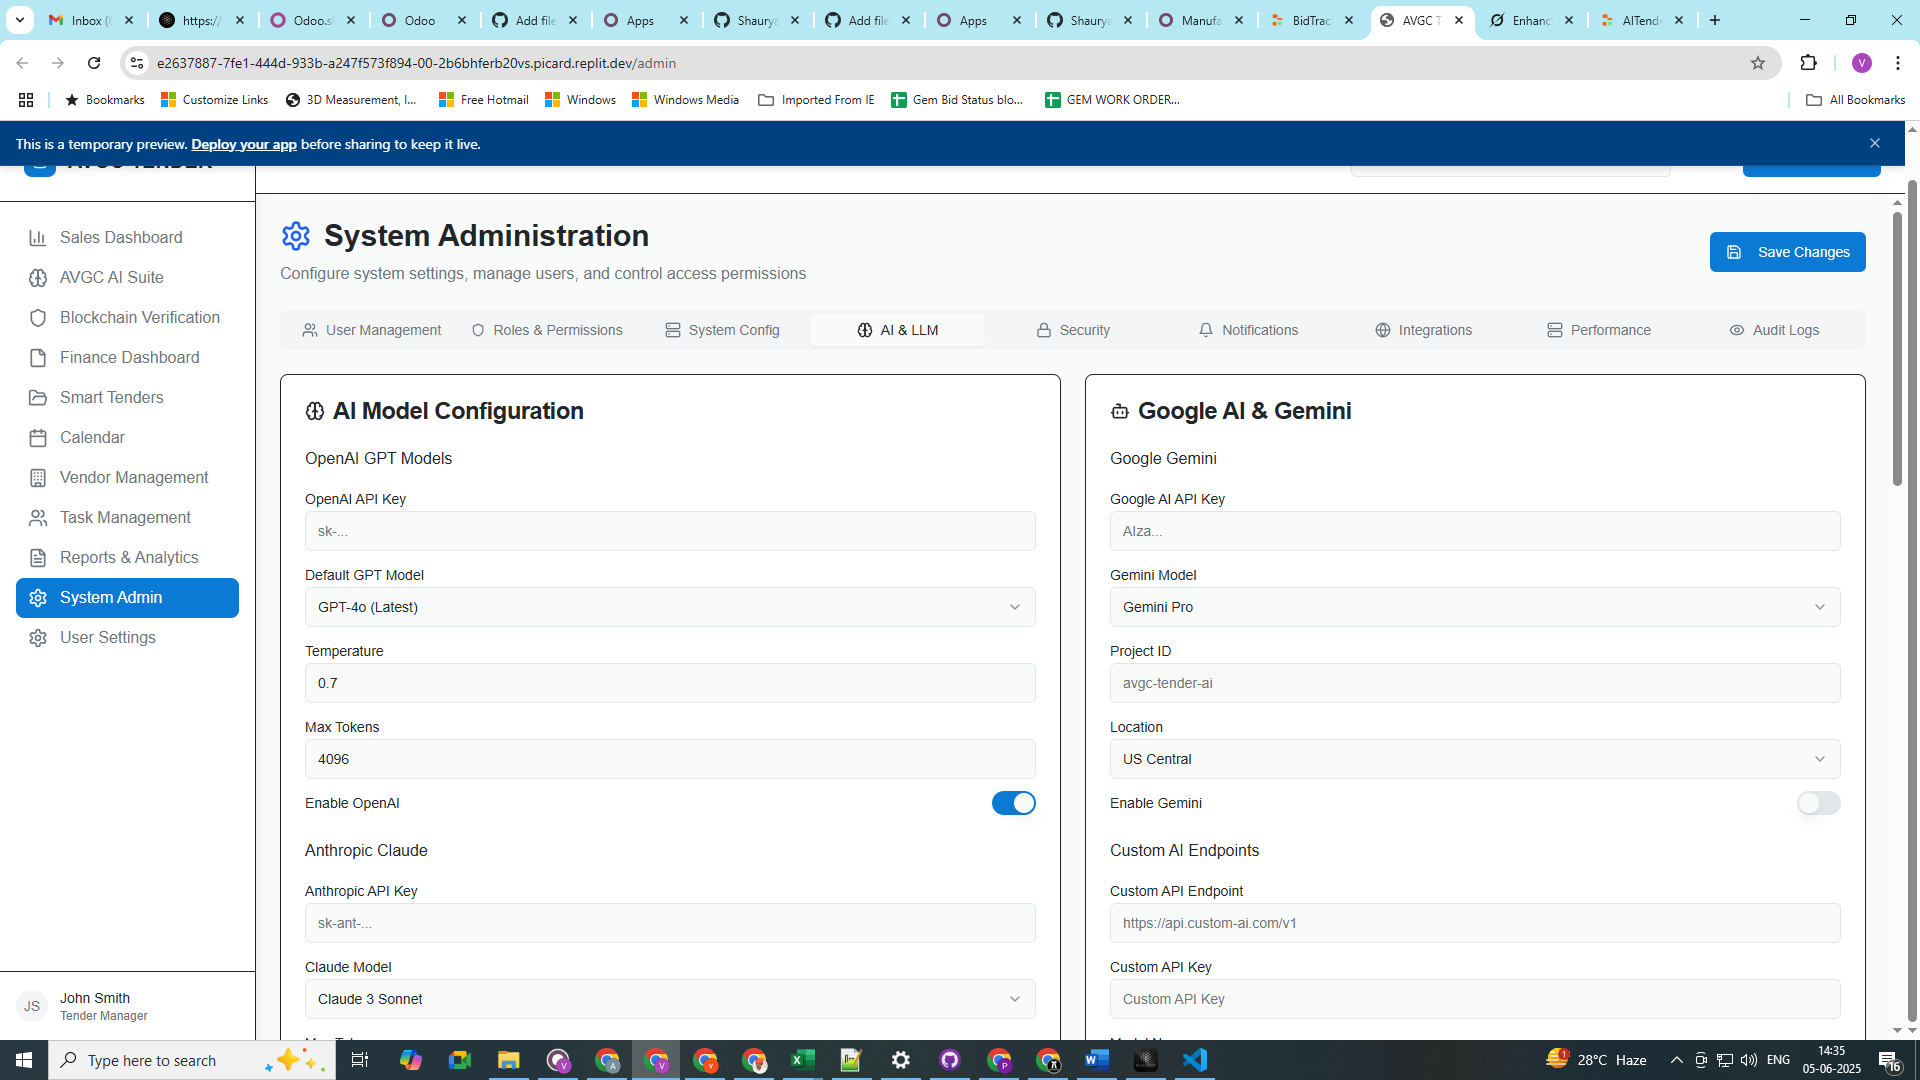 Inbox (
https://
Odoo.s
Odoo
Add file
Apps
Shaurya
Add file
Apps
Shaurya
Manufa
BidTrac
AVGC T
Enhanc
AITend
e2637887-7fe1-444d-933b-a247f573f894-00-2b6bhferb20vs.picard.replit.dev/admin
V
Bookmarks
Customize Links
3D Measurement, I...
Free Hotmail
Windows
Windows Media
Imported From IE
Gem Bid Status blo...
GEM WORK ORDER...
All Bookmarks
This is a temporary preview. Deploy your app before sharing to keep it live.
AVGC TENDER
Sales Dashboard
AVGC AI Suite
Blockchain Verification
Finance Dashboard
Smart Tenders
Calendar
Vendor Management
Task Management
Reports & Analytics
System Admin
User Settings
JS
John Smith
Tender Manager
System Administration
Configure system settings, manage users, and control access permissions
Save Changes
User Management
Roles & Permissions
System Config
AI & LLM
Security
Notifications
Integrations
Performance
Audit Logs
AI Model Configuration
OpenAI GPT Models
OpenAI API Key
sk-...
Default GPT Model
GPT-4o (Latest)
Temperature
0.7
Max Tokens
4096
Enable OpenAI
Anthropic Claude
Anthropic API Key
sk-ant-...
Claude Model
Claude 3 Sonnet
Google AI & Gemini
Google Gemini
Google AI API Key
AIza...
Gemini Model
Gemini Pro
Project ID
avgc-tender-ai
Location
US Central
Enable Gemini
Custom AI Endpoints
Custom API Endpoint
https://api.custom-ai.com/v1
Custom API Key
Custom API Key
Type here to search
28°C Haze
ENG
14:35
05-06-2025
16